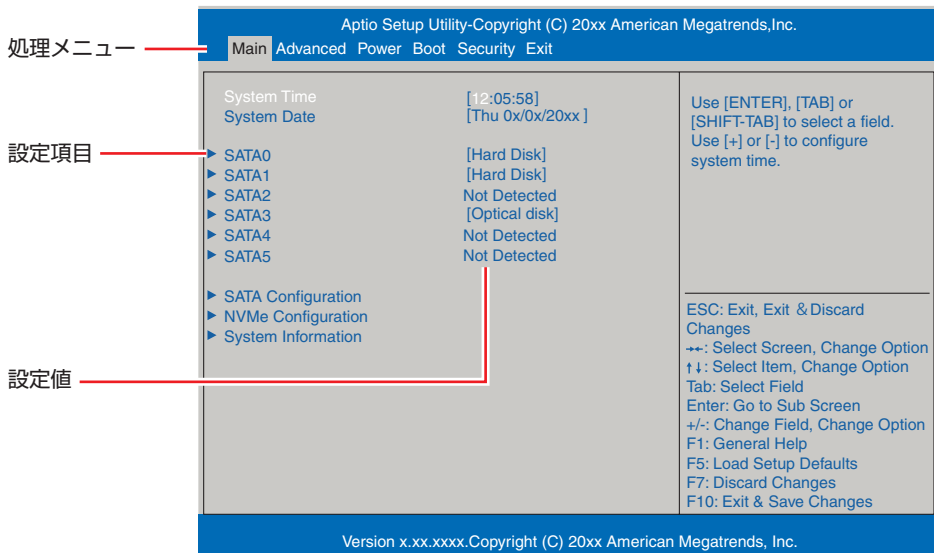 Aptio Setup Utility-Copyright (C) 20xx American Megatrends,Inc.
処理メニュー
Main Advanced Power Boot Security Exit
System Time [12:05:58]
System Date [Thu 0x/0x/20xx ]
設定項目
SATA0 [Hard Disk]
SATA1 [Hard Disk]
SATA2 Not Detected
SATA3 [Optical disk]
SATA4 Not Detected
SATA5 Not Detected
SATA Configuration
NVMe Configuration
System Information
設定値
Use [ENTER], [TAB] or
[SHIFT-TAB] to select a field.
Use [+] or [-] to configure
system time.
ESC: Exit, Exit & Discard
Changes
→←: Select Screen, Change Option
↑↓: Select Item, Change Option
Tab: Select Field
Enter: Go to Sub Screen
+/-: Change Field, Change Option
F1: General Help
F5: Load Setup Defaults
F7: Discard Changes
F10: Exit & Save Changes
Version x.xx.xxxx.Copyright (C) 20xx American Megatrends, Inc.